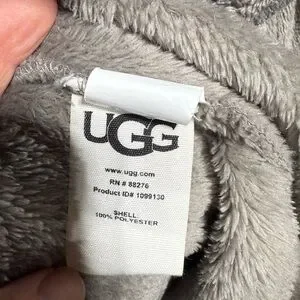 UGG
www.ugg.com
RN # 88276
Product ID# 1099130
SHELL:
100% POLYESTER